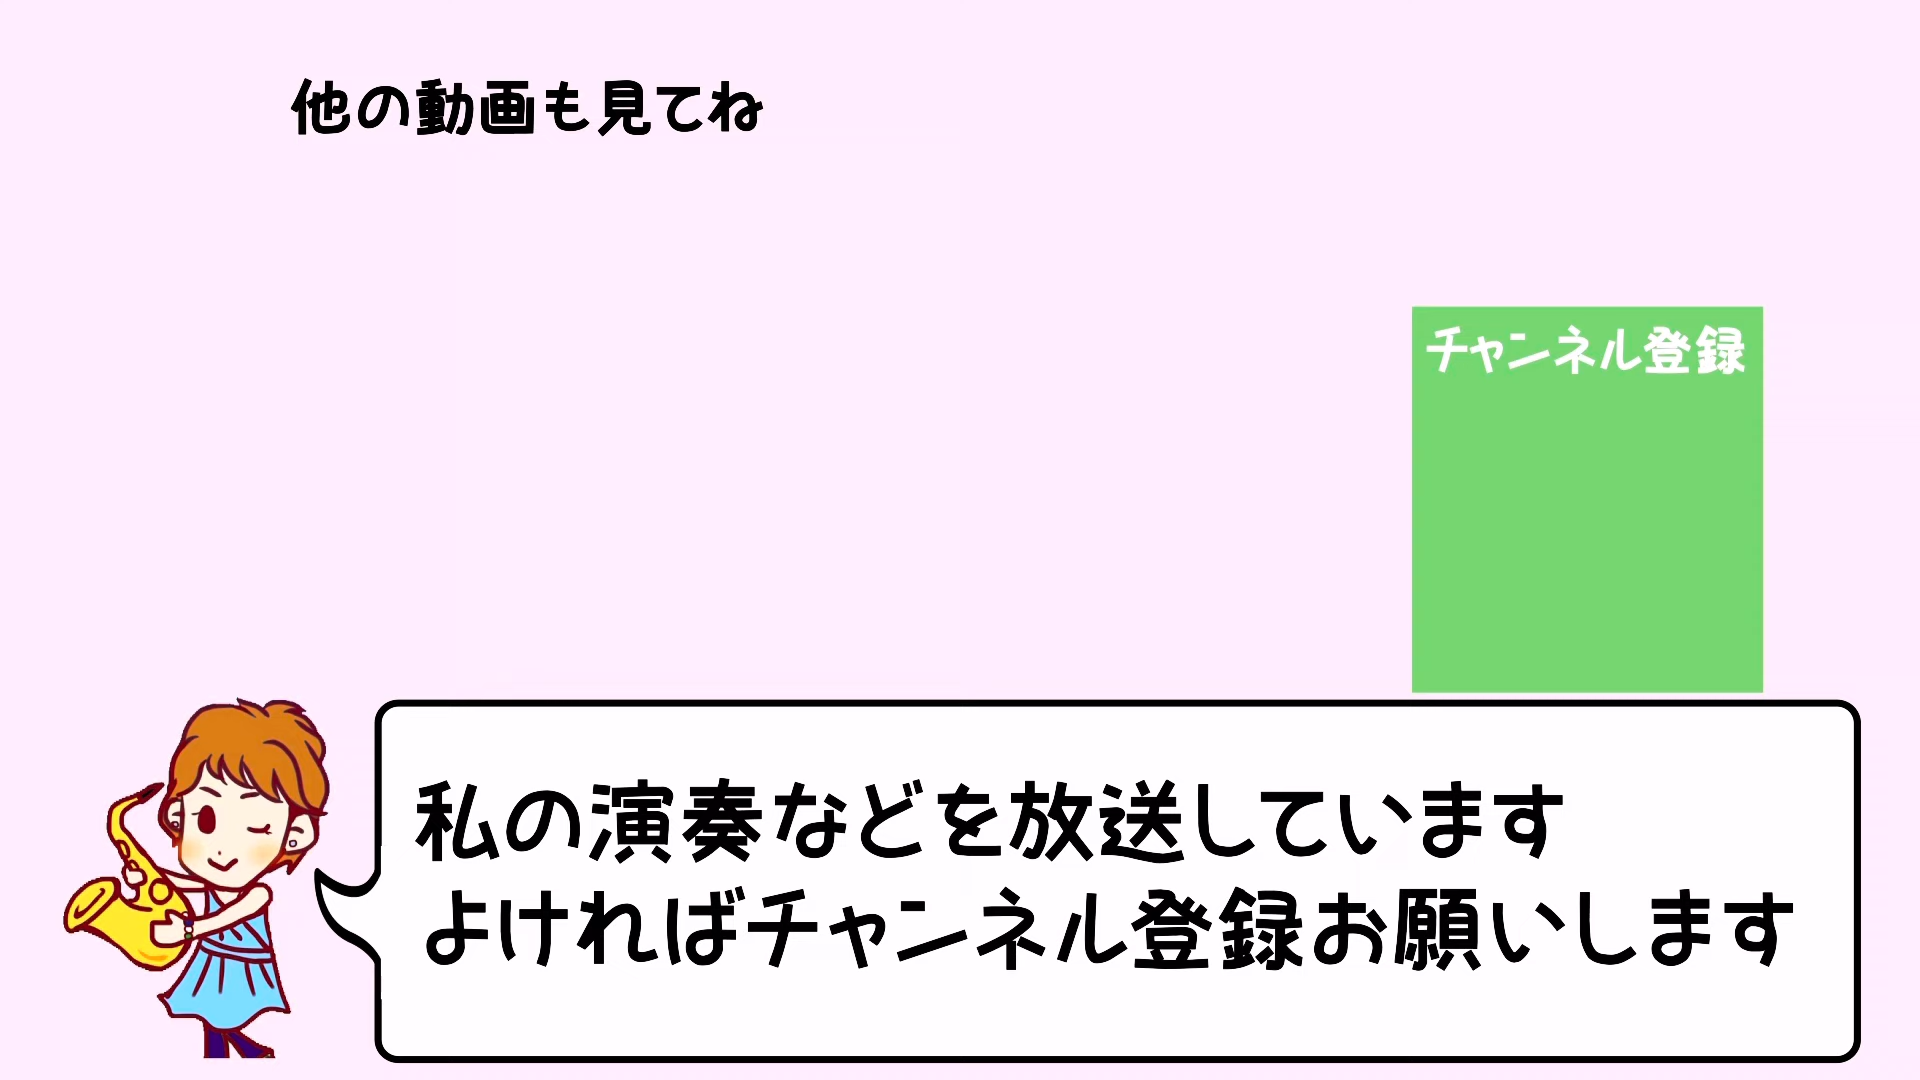 他の動画も見てね
チャンネル登録
私の演奏などを放送しています
よければチャンネル登録お願いします